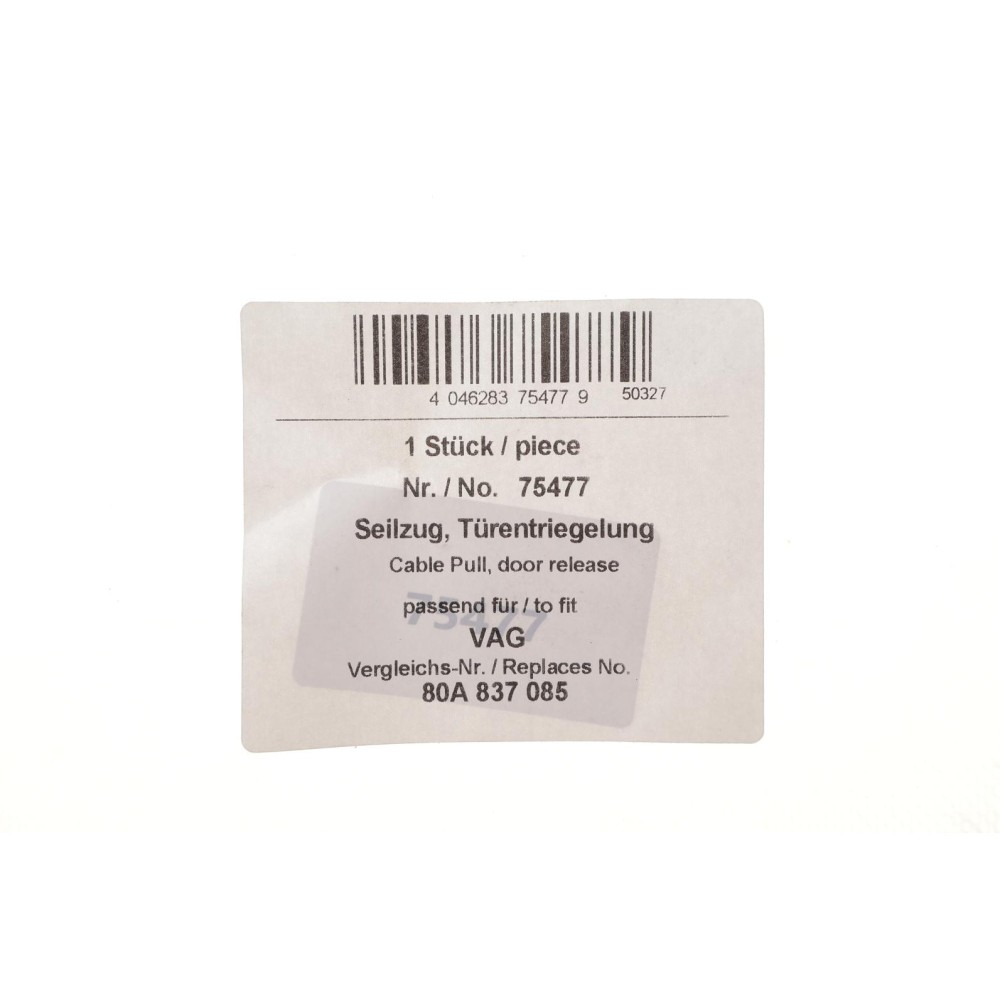 4 046283 75477 9 50327
1 Stück / piece
Nr. / No. 75477
Seilzug, Türentriegelung
Cable Pull, door release
passend für / to fit
75477
VAG
Vergleichs-Nr. / Replaces No.
80A 837 085